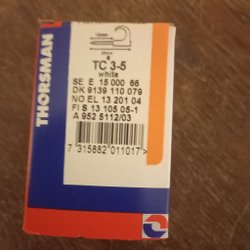 THORSMAN
TC 3-5
white
SE E 15 000 66
DK 9139 110 079
NO EL 13 201 04
FI S 13 105 05-1
A 952 5112/03
7 315882 011017 >